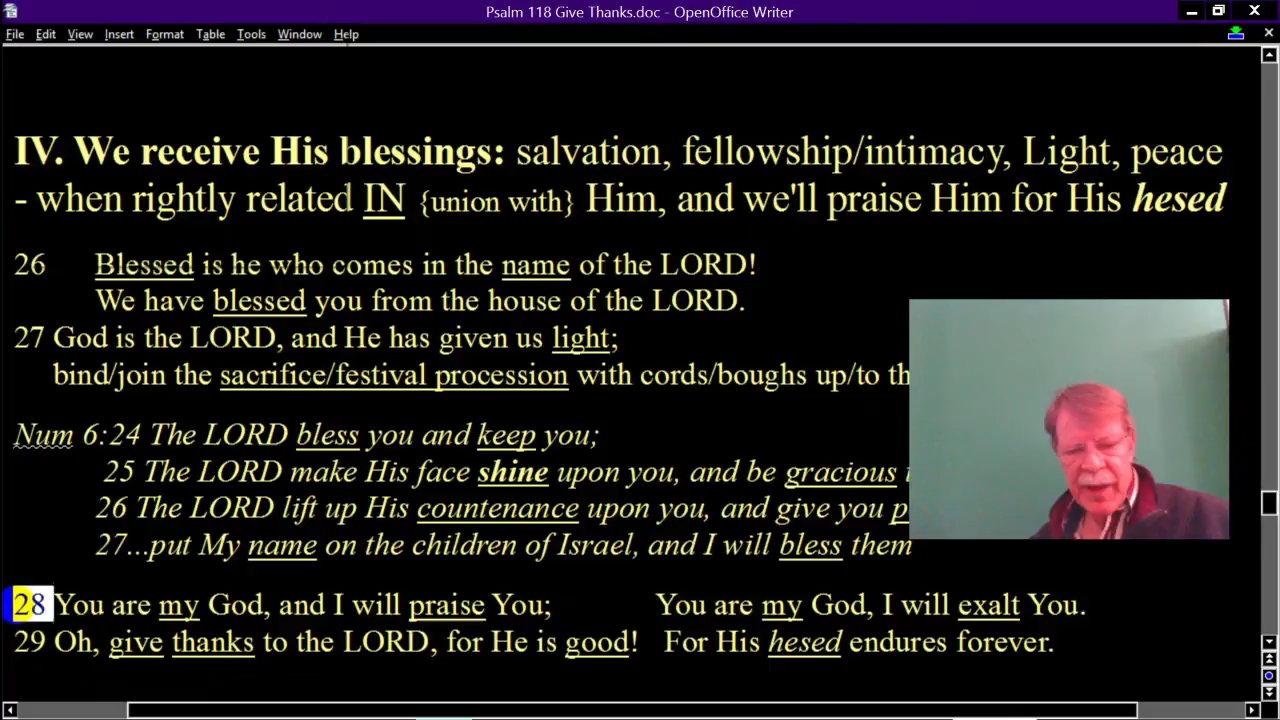 Psalm 118 Give Thanks.doc - OpenOffice Writer
File Edit View Insert Format Table Tools Window Help
IV. We receive His blessings: salvation, fellowship/intimacy, Light, peace
- when rightly related IN {union with} Him, and we'll praise Him for His hesed
26 Blessed is he who comes in the name of the LORD!
We have blessed you from the house of the LORD.
27 God is the LORD, and He has given us light;
bind/join the sacrifice/festival procession with cords/boughs up/to
Num 6:24 The LORD bless you and keep you;
25 The LORD make His face shine upon you, and be gracious
26 The LORD lift up His countenance upon you, and give you
27...put My name on the children of Israel, and I will bless them
28 You are my God, and I will praise You; You are my God, I will exalt You.
29 Oh, give thanks to the LORD, for He is good! For His hesed endures forever.